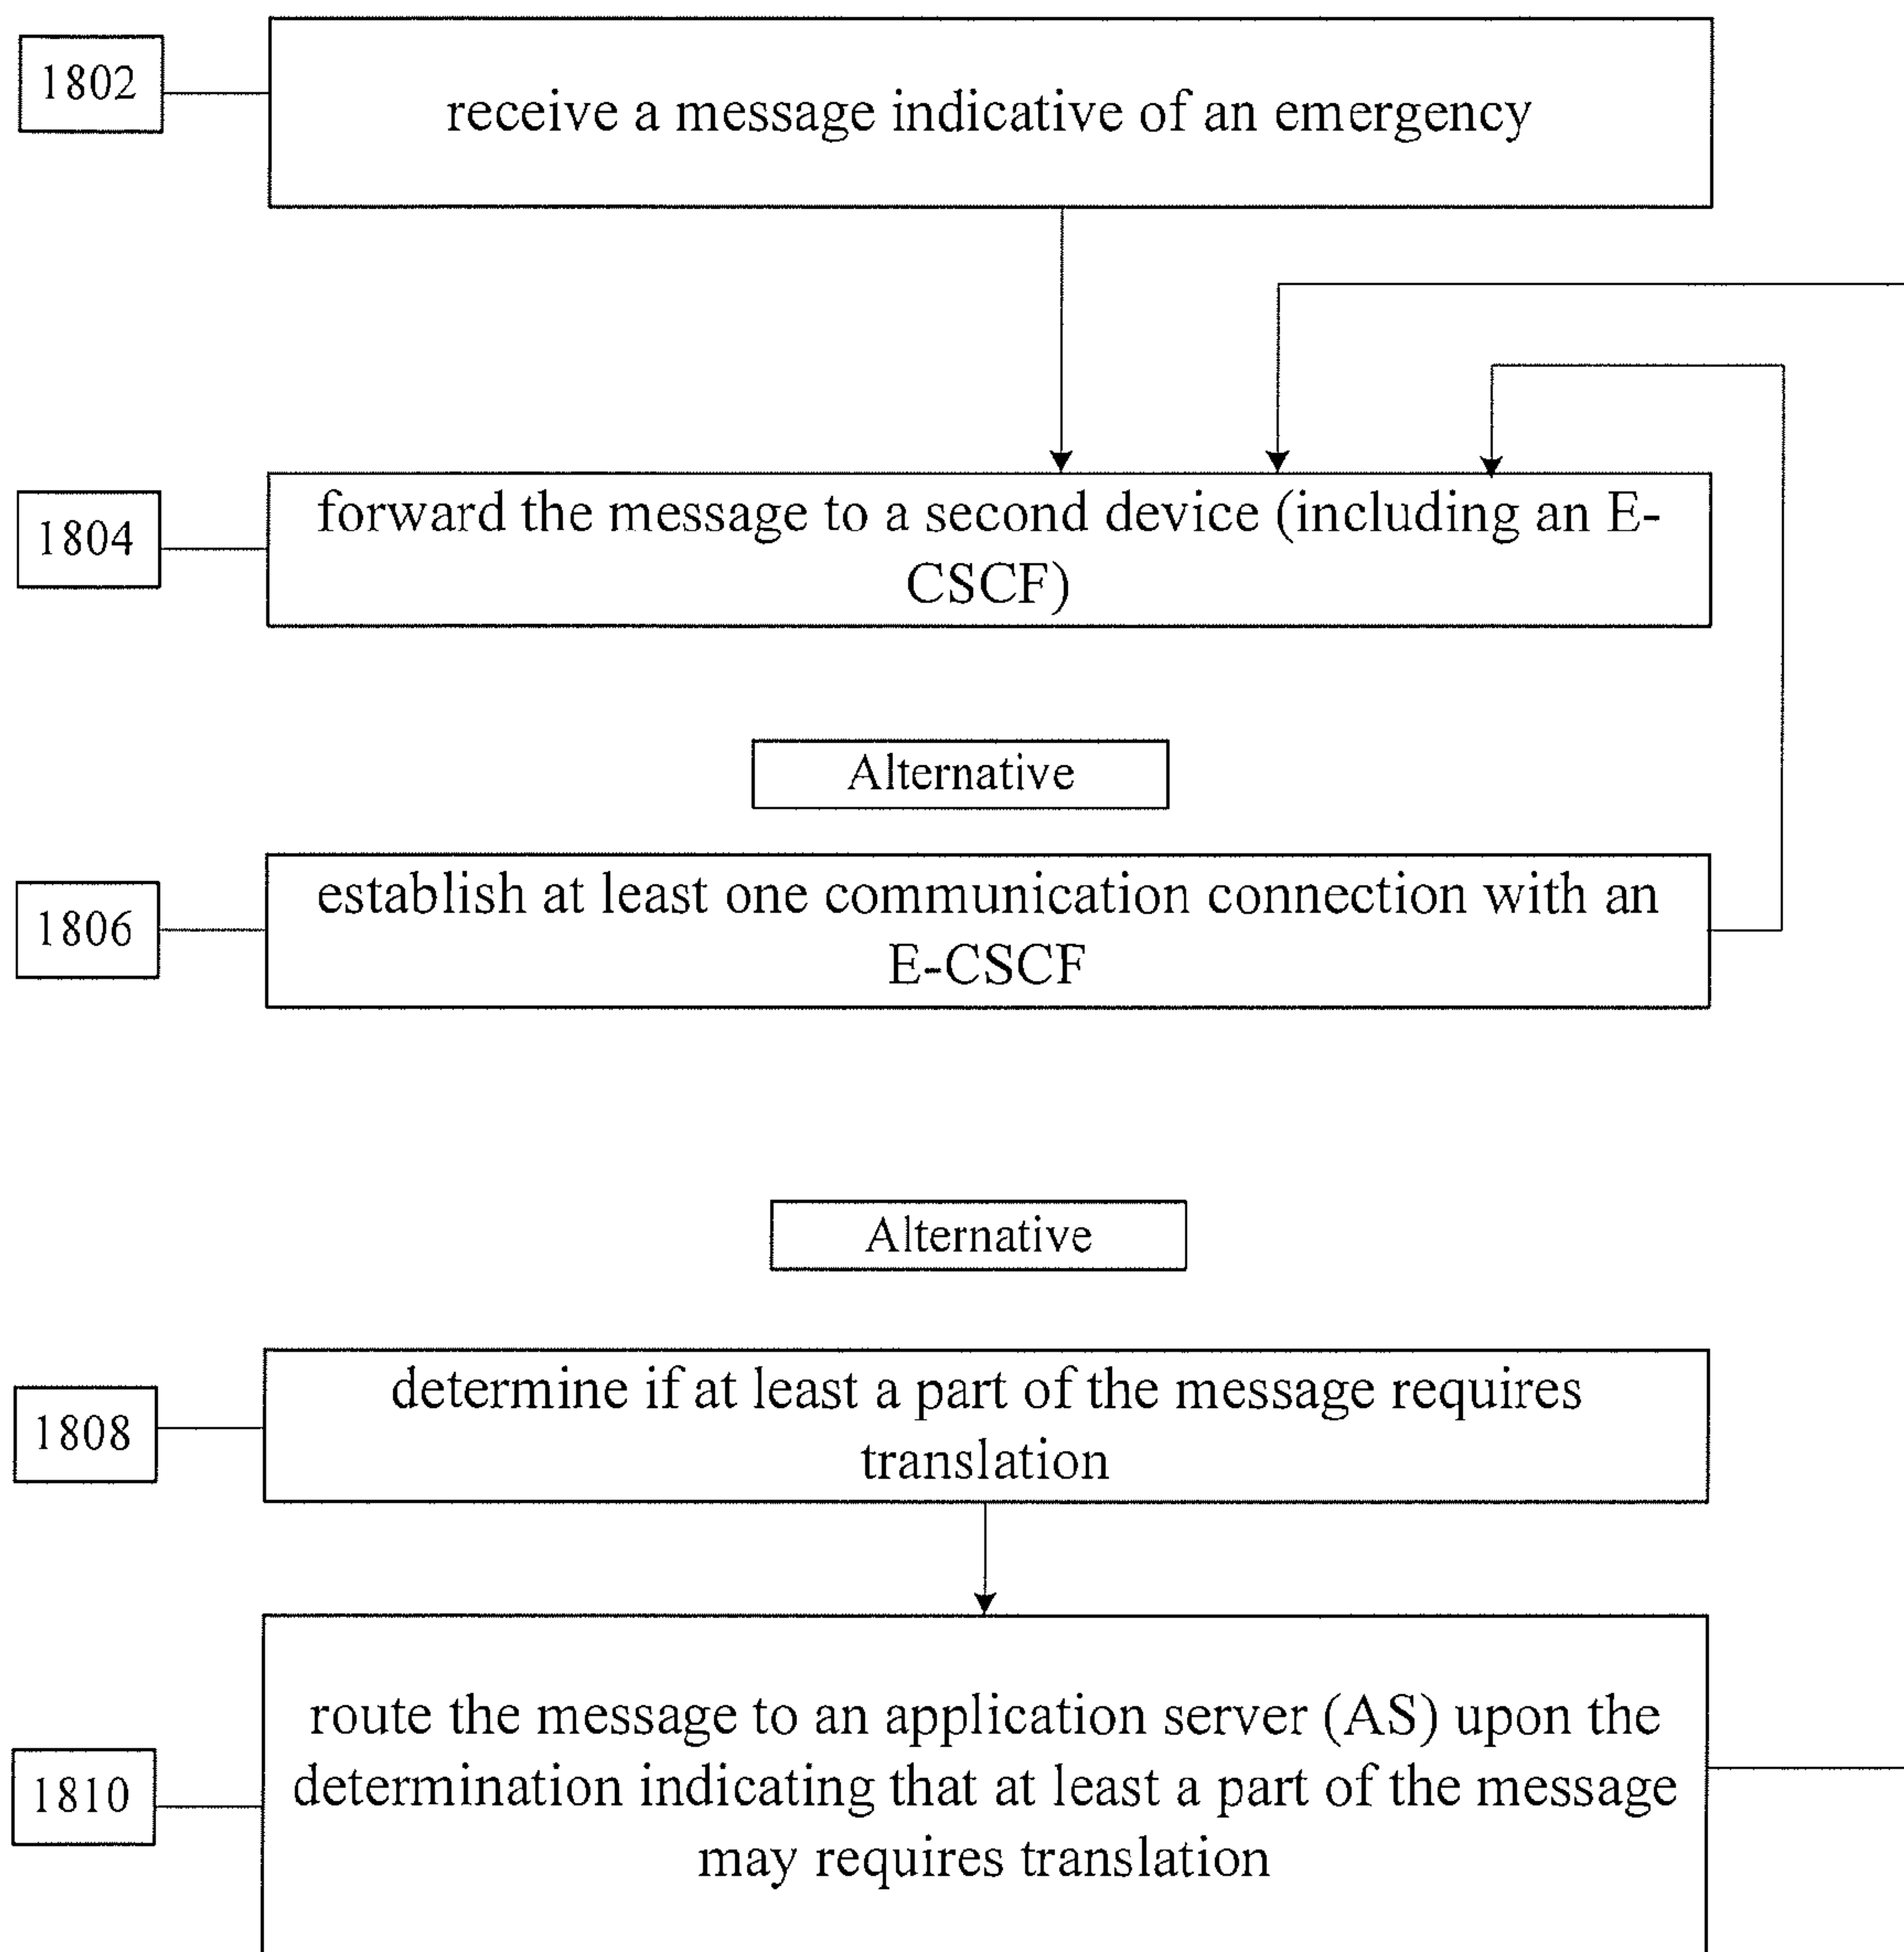 1802
receive a message indicative of an emergency
1804
forward the message to a second device (including an E-
CSCF)
Alternative
1806
establish at least one communication connection with an
E-CSCF
Alternative
1808
determine if at least a part of the message requires
translation
1810
route the message to an application server (AS) upon the
determination indicating that at least a part of the message
may requires translation